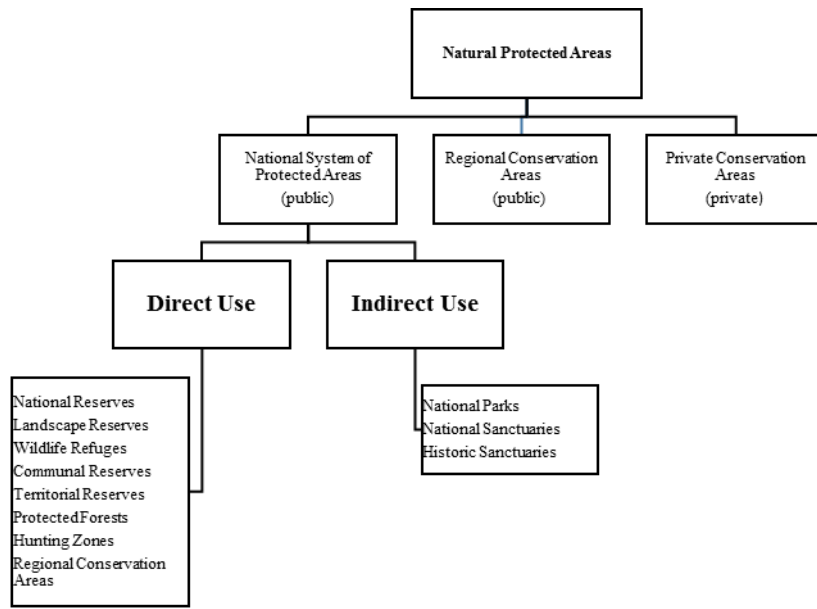 Natural Protected Areas
National System of
Protected Areas
(public)
Regional Conservation
Areas
(public)
Private Conservation
Areas
(private)
Direct Use
Indirect Use
National Reserves
Landscape Reserves
Wildlife Refuges
Communal Reserves
Territorial Reserves
Protected Forests
Hunting Zones
Regional Conservation
Areas
National Parks
National Sanctuaries
Historic Sanctuaries